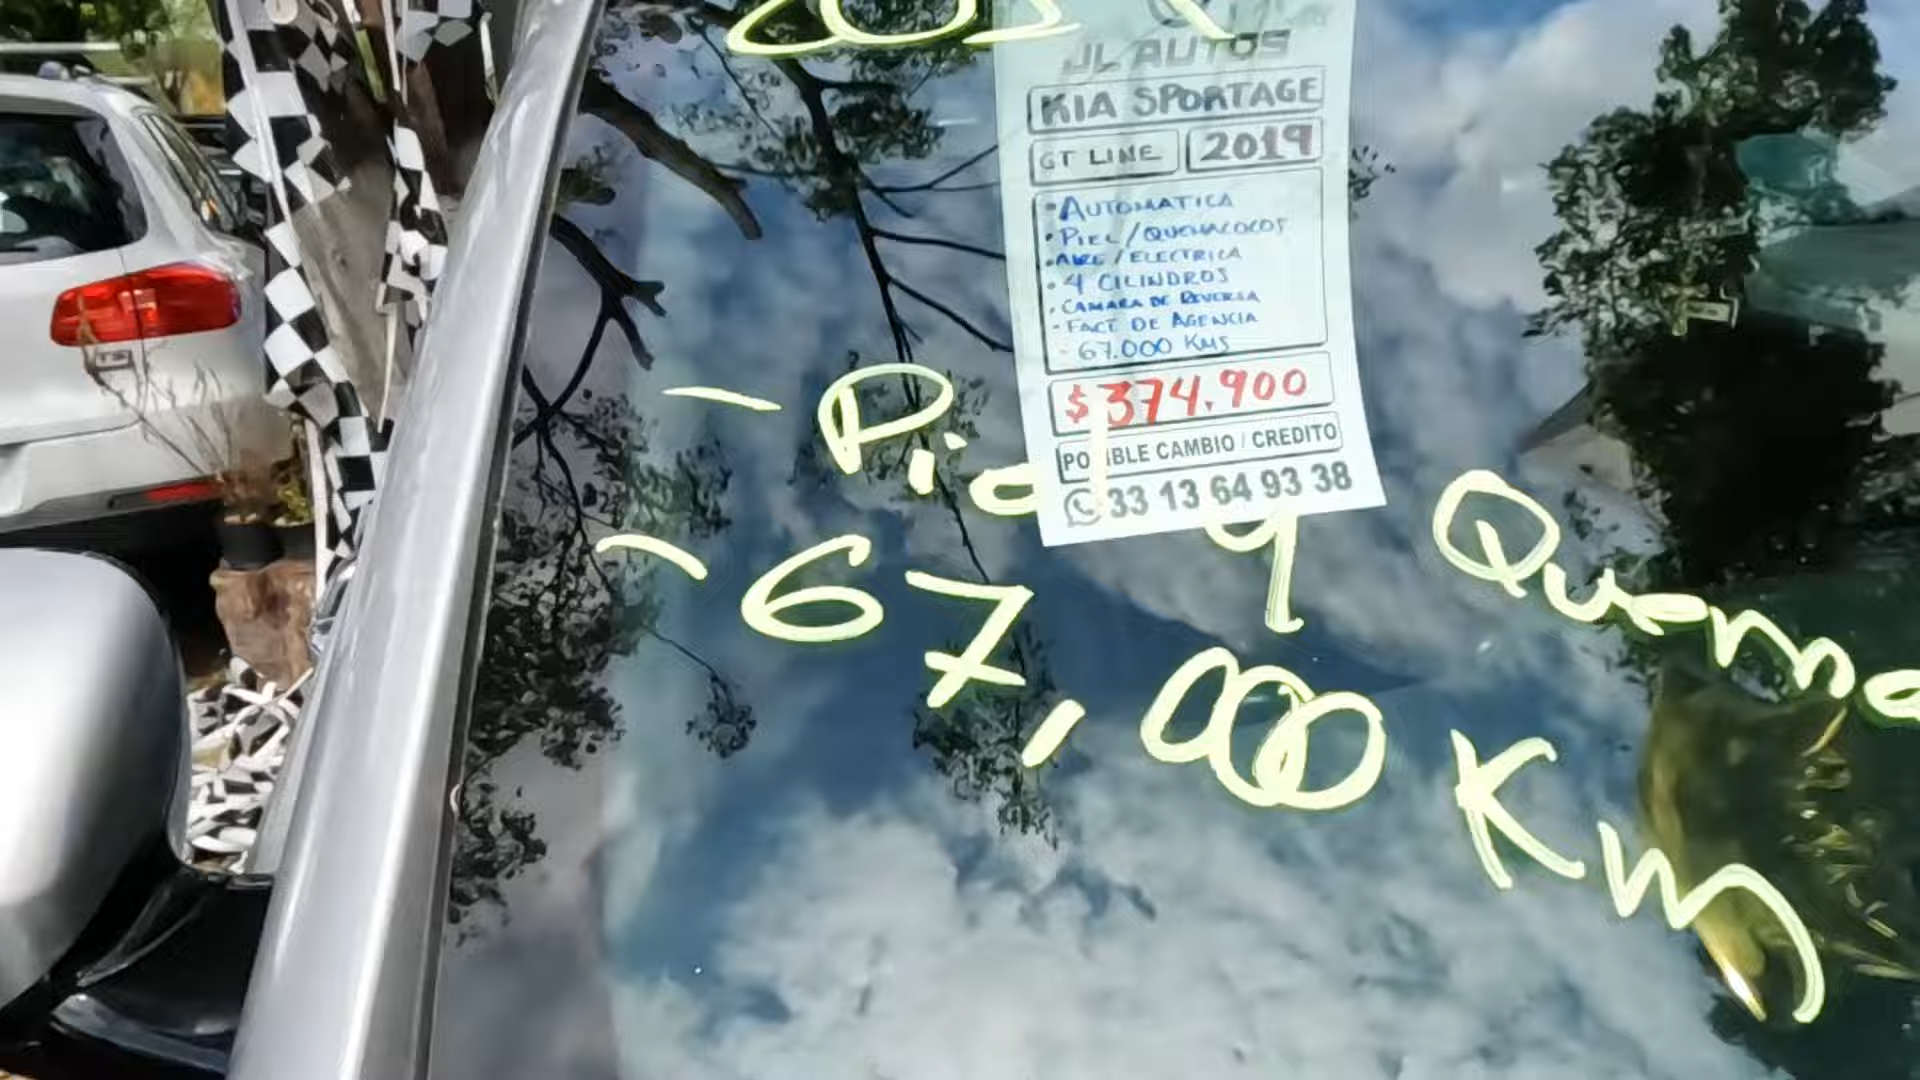 JL AUTOS
KIA SPORTAGE
GT LINE 2019
• AUTOMATICA
• PIEL/QUEMACOCOS
• AIRE/ELECTRICA
• 4 CILINDROS
• CAMARA DE REVERSA
- FACT DE AGENCIA
- 67.000 KMS
$374.900
POSIBLE CAMBIO / CREDITO
33 13 64 93 38
- Piel y Quema
- 67,000 Km